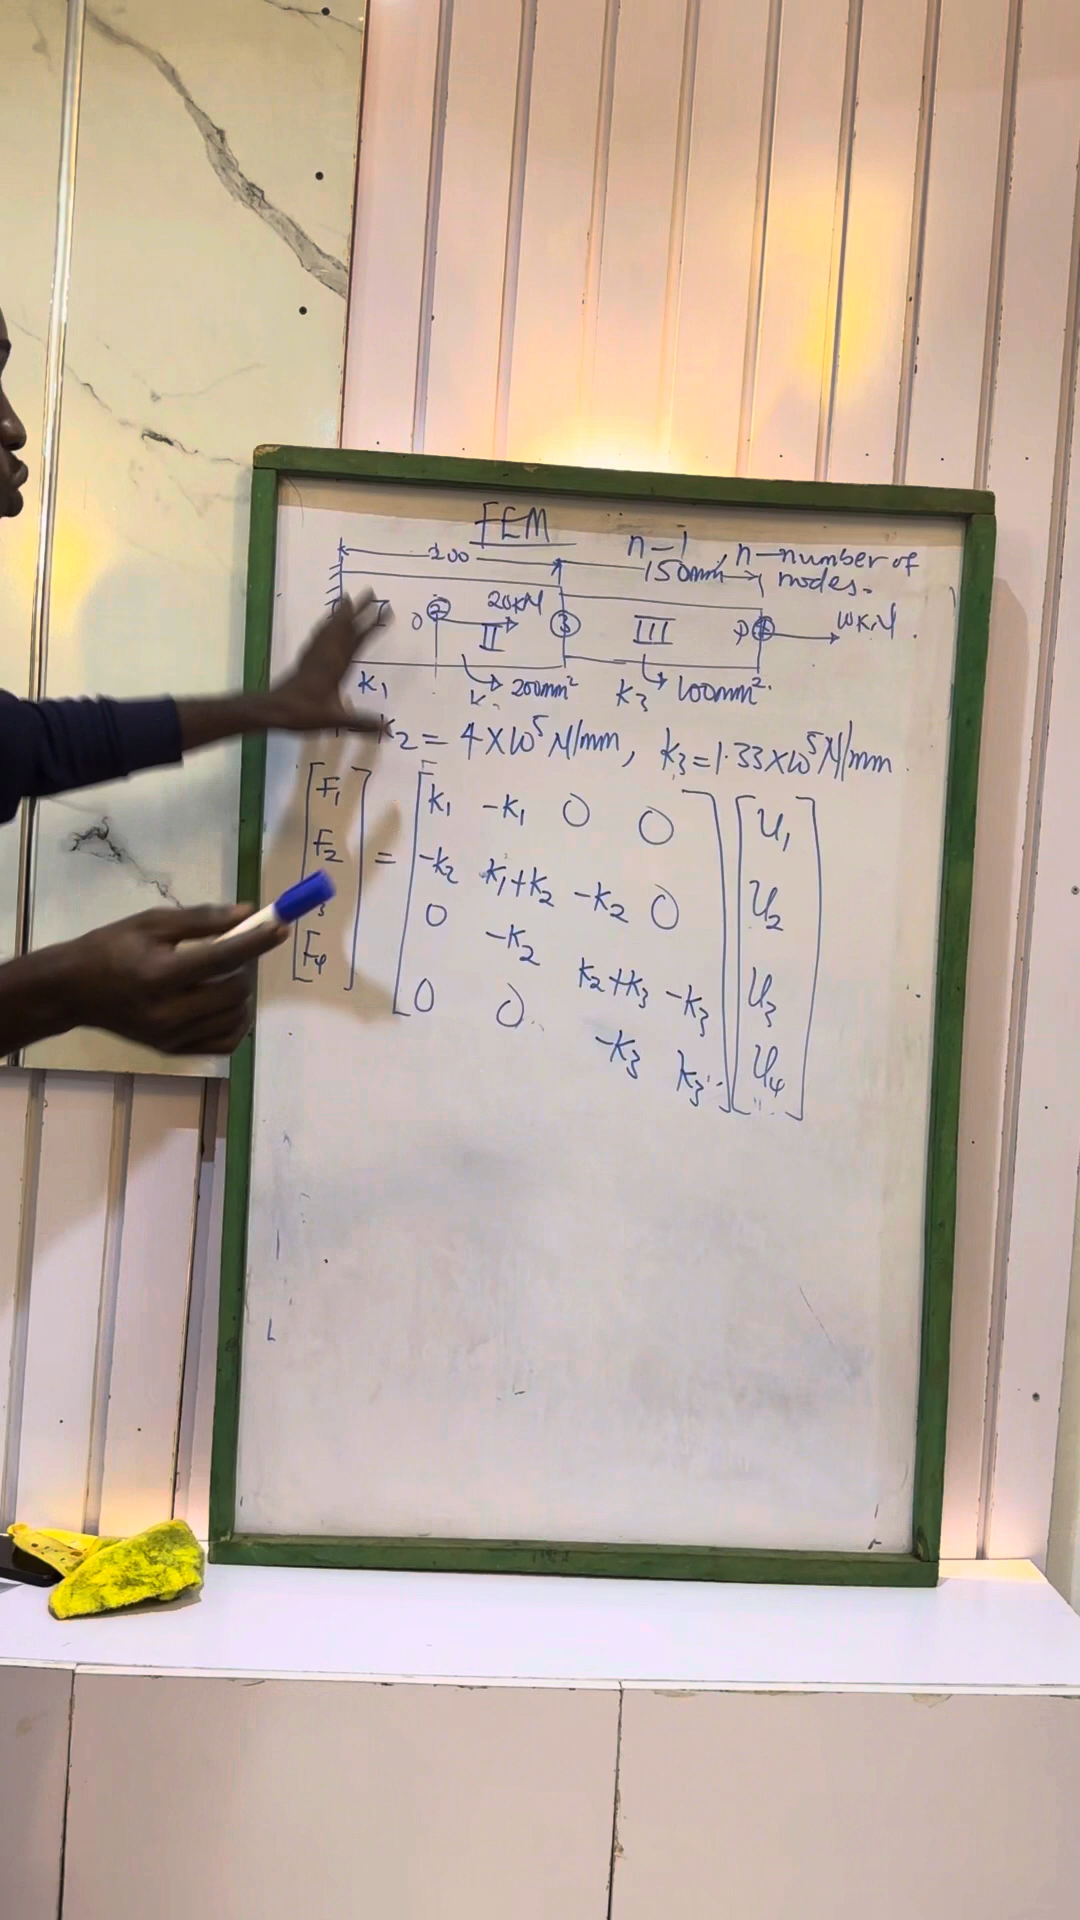 FEM
200 n-1, n-number of
150mm nodes.
② 20KN ③ III 10KN
II
K₁ 200mm² K₃ 100mm².
K₂ = 4×10⁵ N/mm, K₃=1.33×10⁵ N/mm
F₁ K₁ -K₁ 0 0 U₁
F₂ = -K₂ K₁+K₂ -K₂ 0 U₂
0 -K₂ K₂+K₃ -K₃ U₃
F₄ 0 0 -K₃ K₃ U₄